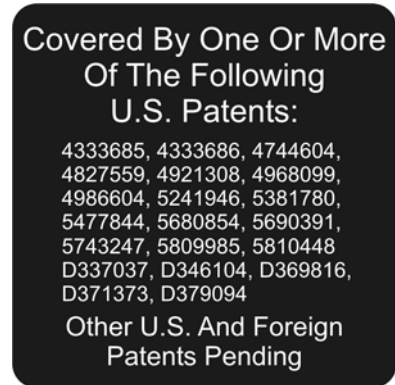 Covered By One Or More
Of The Following
U.S. Patents:
4333685, 4333686, 4744604,
4827559, 4921308, 4968099,
4986604, 5241946, 5381780,
5477844, 5680854, 5690391,
5743247, 5809985, 5810448
D337037, D346104, D369816,
D371373, D379094
Other U.S. And Foreign
Patents Pending